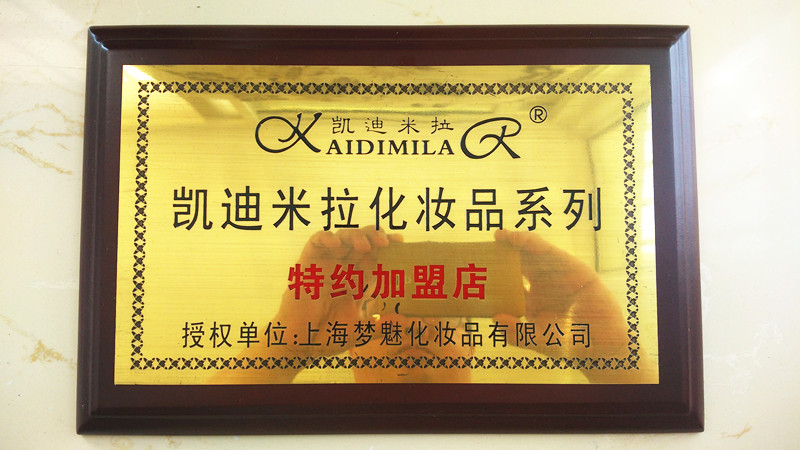 凯迪米拉
KAIDIMILAR®
凯迪米拉化妆品系列
特约加盟店
授权单位:上海梦魅化妆品有限公司